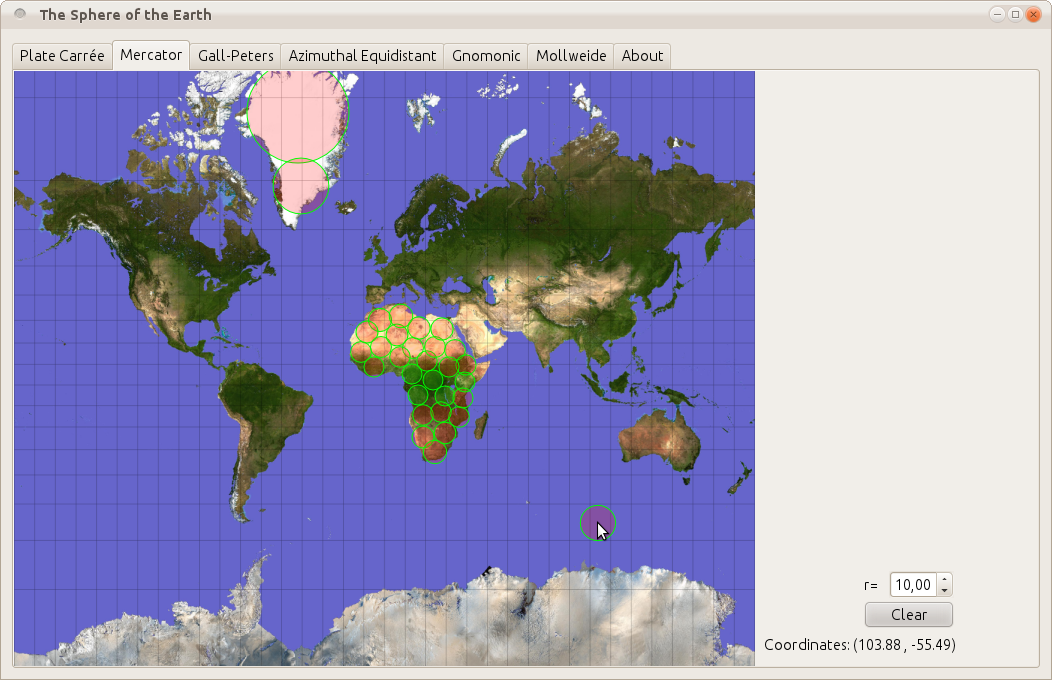 The Sphere of the Earth
Plate Carrée Mercator Gall-Peters Azimuthal Equidistant Gnomonic Mollweide About
r= 10,00
Clear
Coordinates: (103.88 , -55.49)